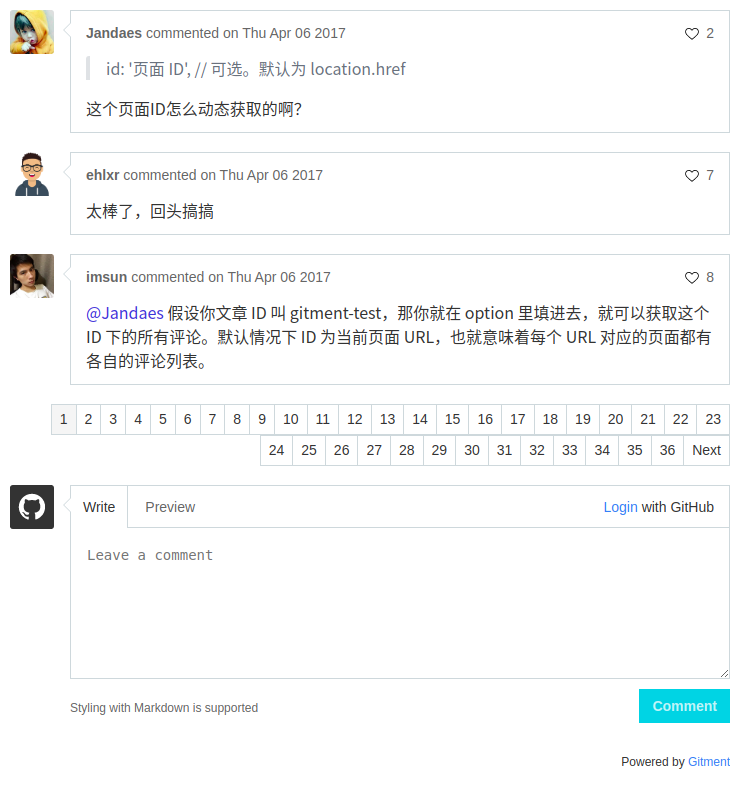 Jandaes commented on Thu Apr 06 2017 2
id: '页面 ID', // 可选。默认为 location.href
这个页面ID怎么动态获取的啊?
ehlxr commented on Thu Apr 06 2017 7
太棒了，回头搞搞
imsun commented on Thu Apr 06 2017 8
@Jandaes 假设你文章 ID 叫 gitment-test，那你就在 option 里填进去，就可以获取这个
ID 下的所有评论。默认情况下 ID 为当前页面 URL，也就意味着每个 URL 对应的页面都有
各自的评论列表。
1 2 3 4 5 6 7 8 9 10 11 12 13 14 15 16 17 18 19 20 21 22 23
24 25 26 27 28 29 30 31 32 33 34 35 36 Next
Write Preview Login with GitHub
Leave a comment
Styling with Markdown is supported Comment
Powered by Gitment